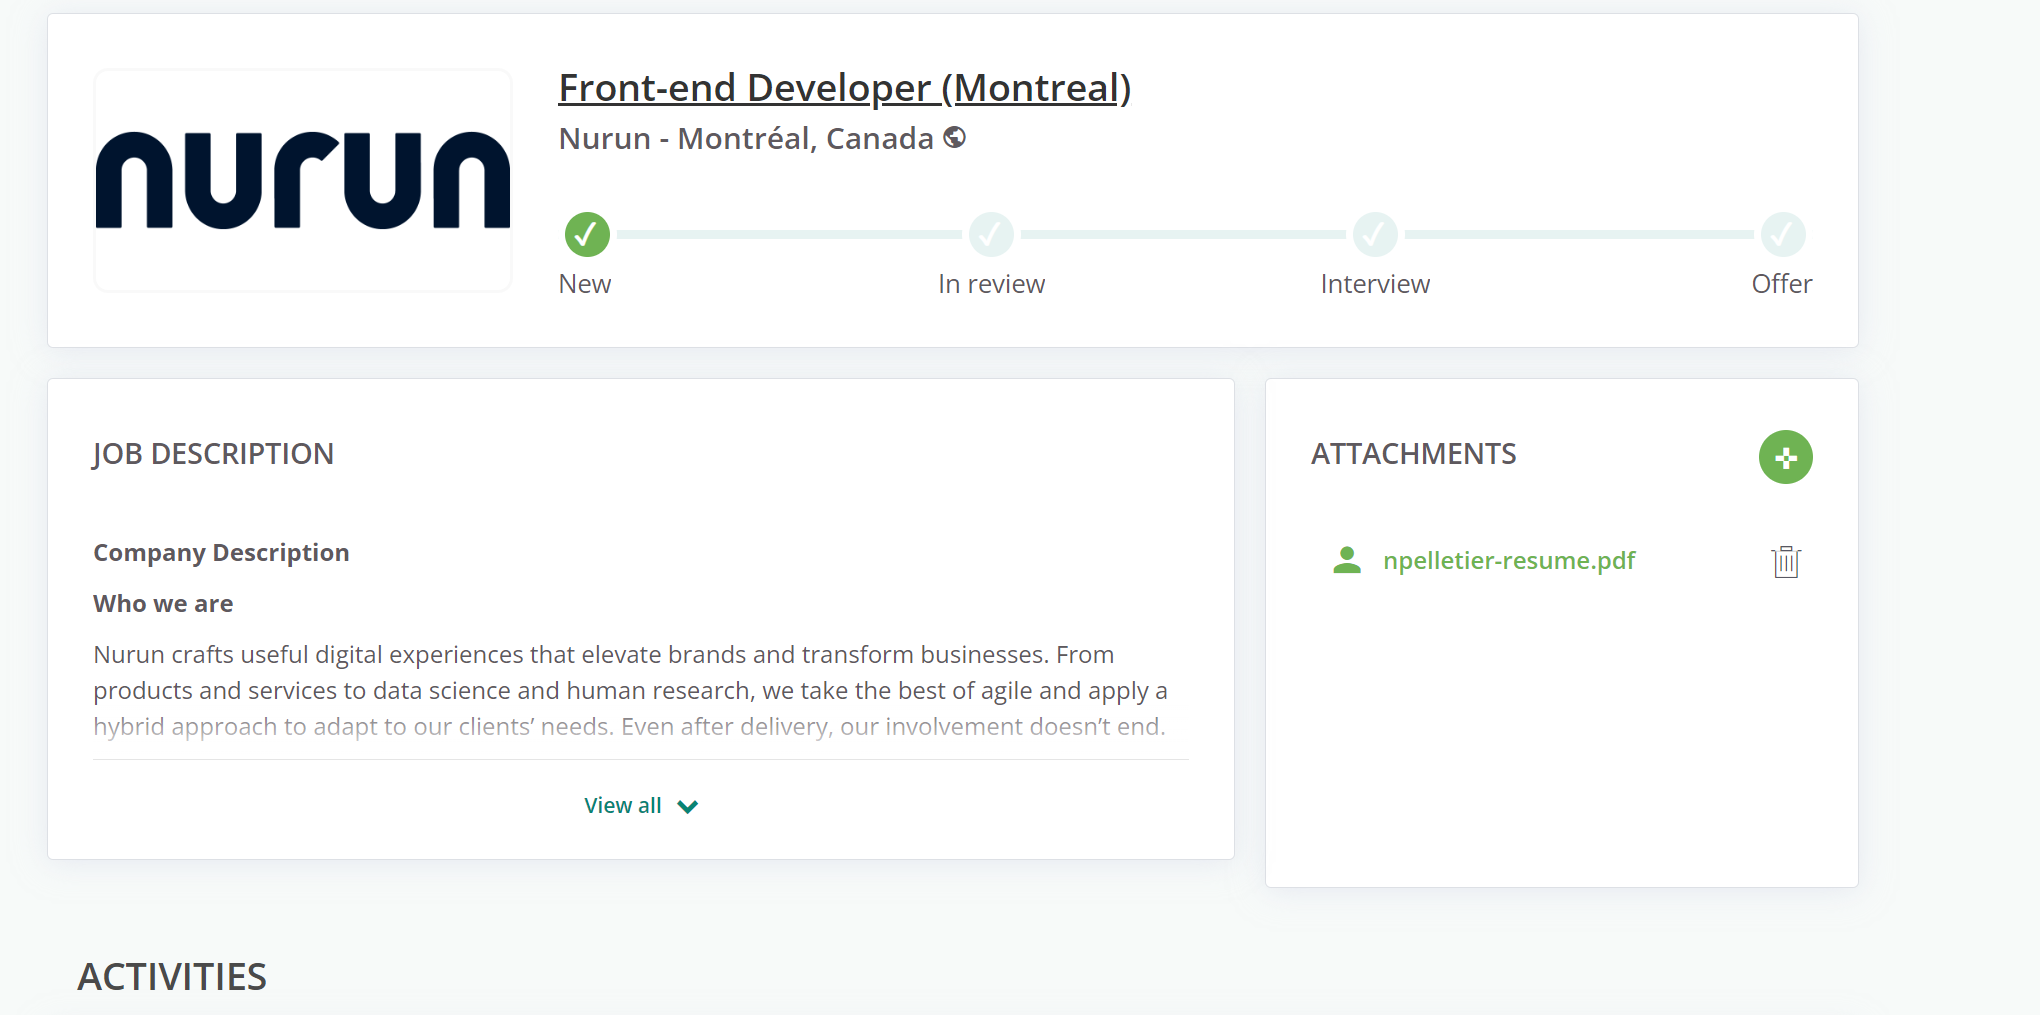 nurun
Front-end Developer (Montreal)
Nurun - Montréal, Canada
New
In review
Interview
Offer
JOB DESCRIPTION
Company Description
Who we are
Nurun crafts useful digital experiences that elevate brands and transform businesses. From
products and services to data science and human research, we take the best of agile and apply a
hybrid approach to adapt to our clients’ needs. Even after delivery, our involvement doesn’t end.
View all
ATTACHMENTS
npelletier-resume.pdf
ACTIVITIES